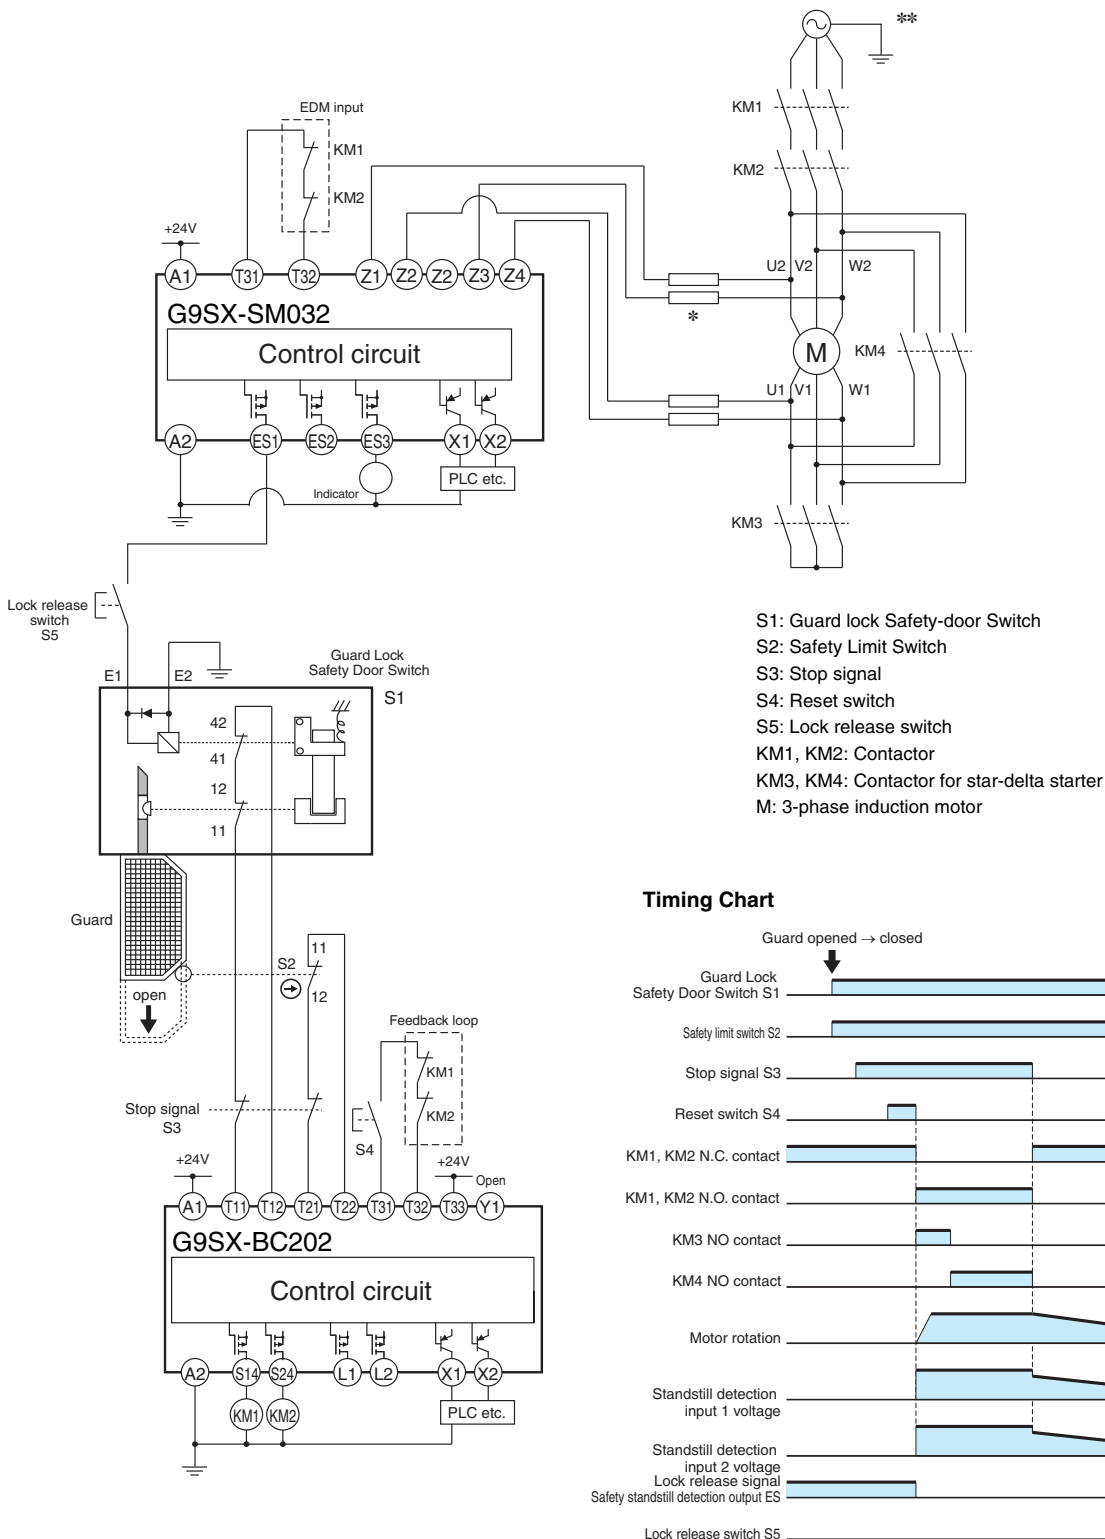 **
KM1
EDM input
KM1
KM2
KM2
+24V
A1 T31 T32 Z1 Z2 Z2 Z3 Z4
U2 V2 W2
G9SX-SM032
*
Control circuit
M
KM4
U1 V1 W1
A2 ES1 ES2 ES3 X1 X2
PLC etc.
Indicator
KM3
Lock release
switch
S5
S1: Guard lock Safety-door Switch
S2: Safety Limit Switch
S3: Stop signal
S4: Reset switch
S5: Lock release switch
KM1, KM2: Contactor
KM3, KM4: Contactor for star-delta starter
M: 3-phase induction motor
Guard Lock
Safety Door Switch
E1 E2
S1
42
41
12
11
Guard
open
S2
11
12
Feedback loop
KM1
KM2
Stop signal
S3
S4
+24V
+24V
Open
A1 T11 T12 T21 T22 T31 T32 T33 Y1
G9SX-BC202
Control circuit
A2 S14 S24 L1 L2 X1 X2
KM1 KM2
PLC etc.
Timing Chart
Guard opened → closed
Guard Lock
Safety Door Switch S1
Safety limit switch S2
Stop signal S3
Reset switch S4
KM1, KM2 N.C. contact
KM1, KM2 N.O. contact
KM3 NO contact
KM4 NO contact
Motor rotation
Standstill detection
input 1 voltage
Standstill detection
input 2 voltage
Lock release signal
Safety standstill detection output ES
Lock release switch S5